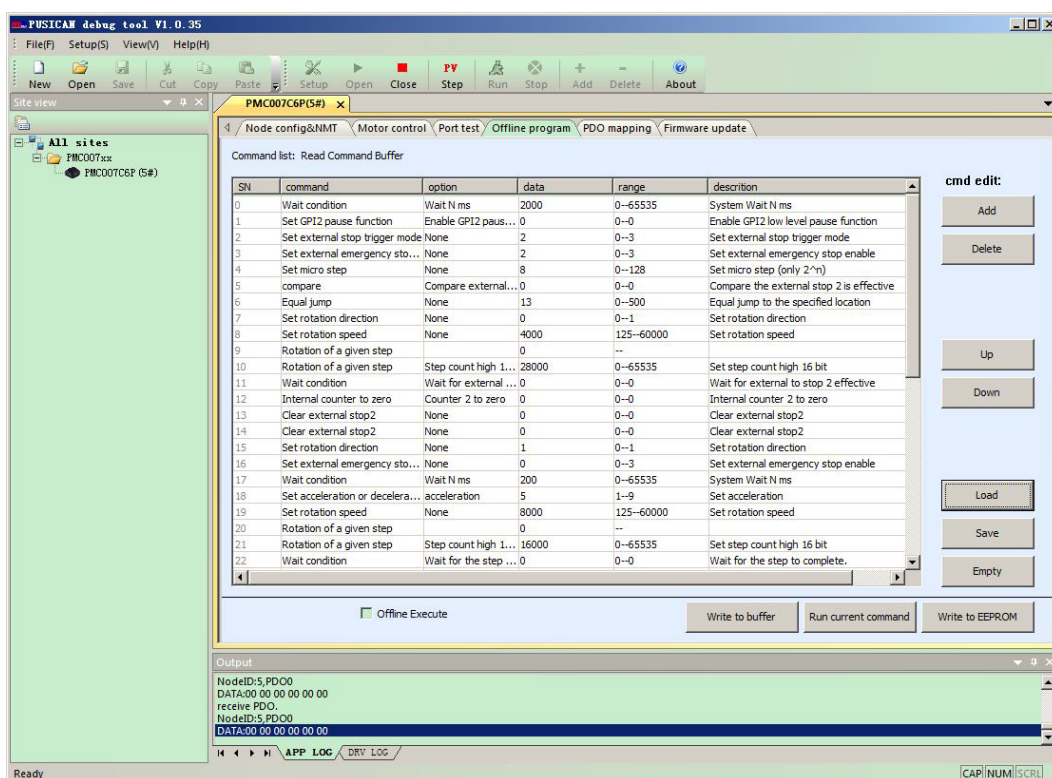 PUSICAN debug tool V1.0.35
File(F) Setup(S) View(V) Help(H)
New Open Save Cut Copy Paste Setup Open Close PV Step Run Stop Add Delete About
Site view
All sites
PMC007xx
PMC007C6P (5#)
PMC007C6P(5#)
Node config&NMT Motor control Port test Offline program PDO mapping Firmware update
Command list: Read Command Buffer
SN command option data range descrition
0 Wait condition Wait N ms 2000 0--65535 System Wait N ms
1 Set GPI2 pause function Enable GPI2 paus... 0 0--0 Enable GPI2 low level pause function
2 Set external stop trigger mode None 2 0--3 Set external stop trigger mode
3 Set external emergency sto... None 2 0--3 Set external emergency stop enable
4 Set micro step None 8 0--128 Set micro step (only 2^n)
5 compare Compare external... 0 0--0 Compare the external stop 2 is effective
6 Equal jump None 13 0--500 Equal jump to the specified location
7 Set rotation direction None 0 0--1 Set rotation direction
8 Set rotation speed None 4000 125--60000 Set rotation speed
9 Rotation of a given step 0 --
10 Rotation of a given step Step count high 1... 28000 0--65535 Set step count high 16 bit
11 Wait condition Wait for external ... 0 0--0 Wait for external to stop 2 effective
12 Internal counter to zero Counter 2 to zero 0 0--0 Internal counter 2 to zero
13 Clear external stop2 None 0 0--0 Clear external stop2
14 Clear external stop2 None 0 0--0 Clear external stop2
15 Set rotation direction None 1 0--1 Set rotation direction
16 Set external emergency sto... None 0 0--3 Set external emergency stop enable
17 Wait condition Wait N ms 200 0--65535 System Wait N ms
18 Set acceleration or decelera... acceleration 5 1--9 Set acceleration
19 Set rotation speed None 8000 125--60000 Set rotation speed
20 Rotation of a given step 0 --
21 Rotation of a given step Step count high 1... 16000 0--65535 Set step count high 16 bit
22 Wait condition Wait for the step ... 0 0--0 Wait for the step to complete.
cmd edit:
Add
Delete
Up
Down
Load
Save
Empty
Offline Execute
Write to buffer Run current command Write to EEPROM
Output
NodeID:5,PDO0
DATA:00 00 00 00 00 00
receive PDO.
NodeID:5,PDO0
DATA:00 00 00 00 00 00
APP LOG DRV LOG
Ready CAP NUM SCRL